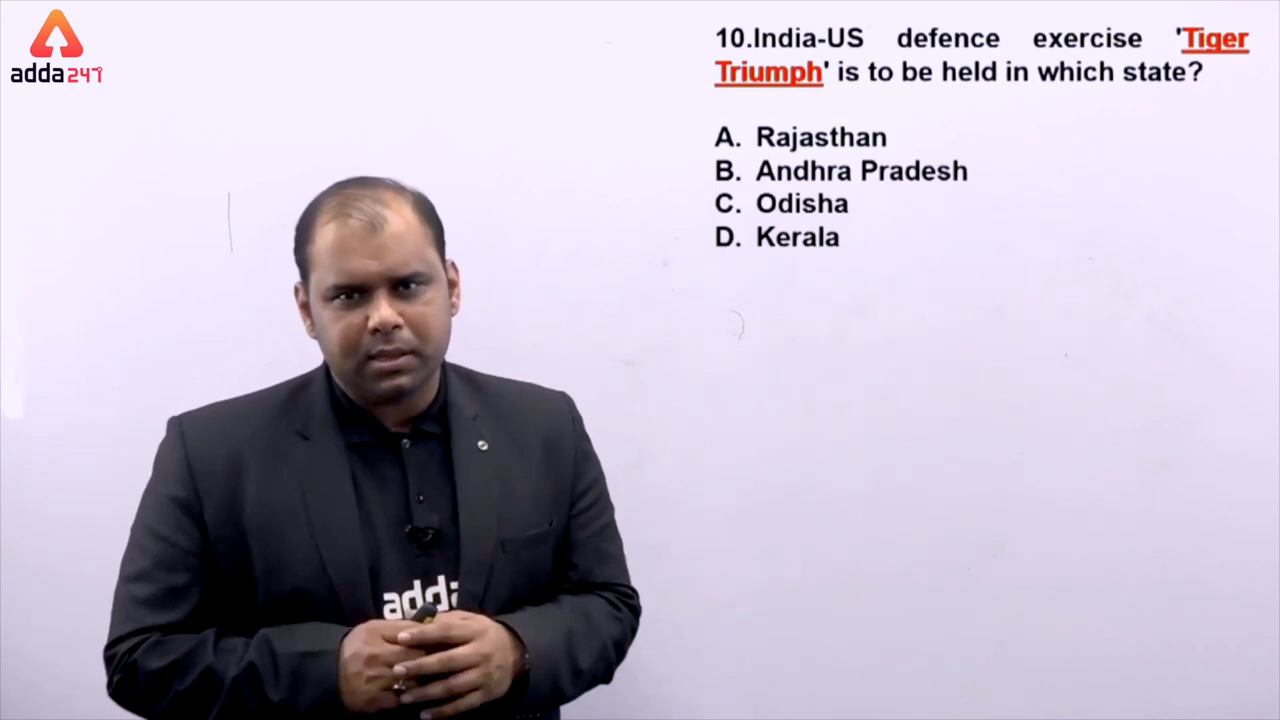 adda247
10.India-US defence exercise 'Tiger
Triumph' is to be held in which state?
A. Rajasthan
B. Andhra Pradesh
C. Odisha
D. Kerala
adda